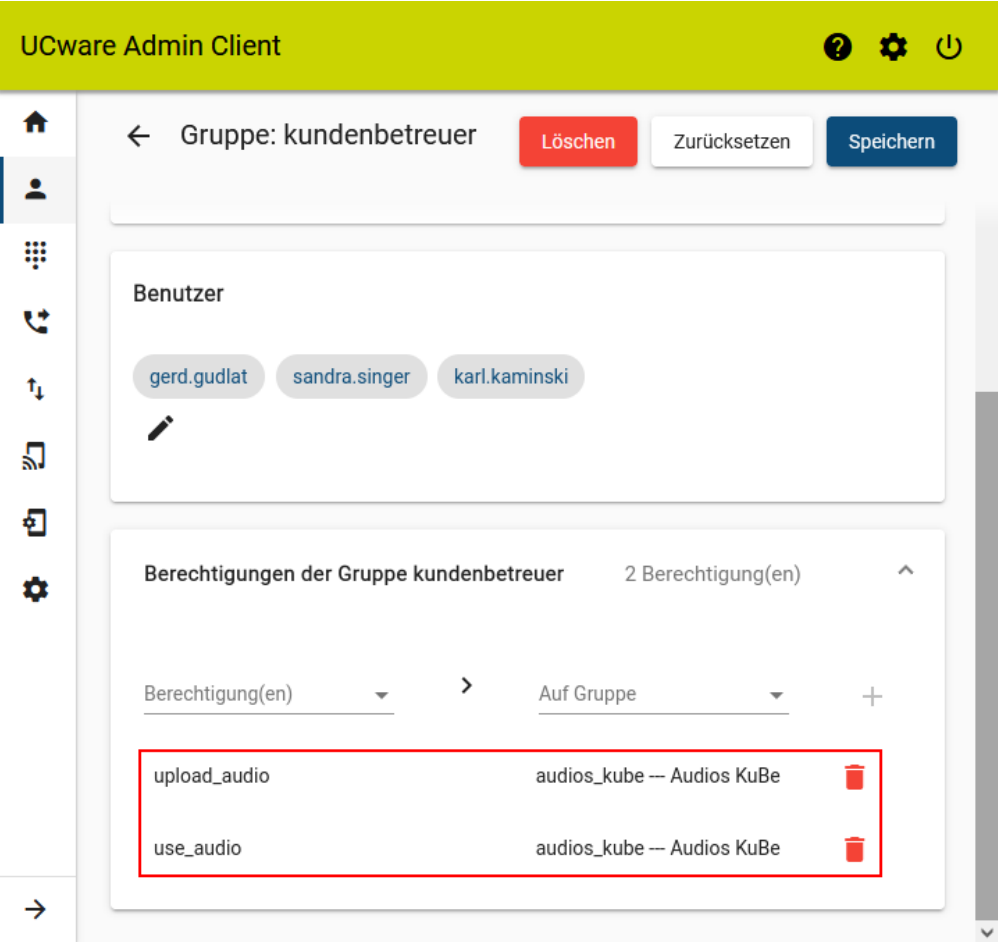 UCware Admin Client
Gruppe: kundenbetreuer
Löschen
Zurücksetzen
Speichern
Benutzer
gerd.gudlat
sandra.singer
karl.kaminski
Berechtigungen der Gruppe kundenbetreuer
2 Berechtigung(en)
Berechtigung(en)
Auf Gruppe
upload_audio
audios_kube --- Audios KuBe
use_audio
audios_kube --- Audios KuBe